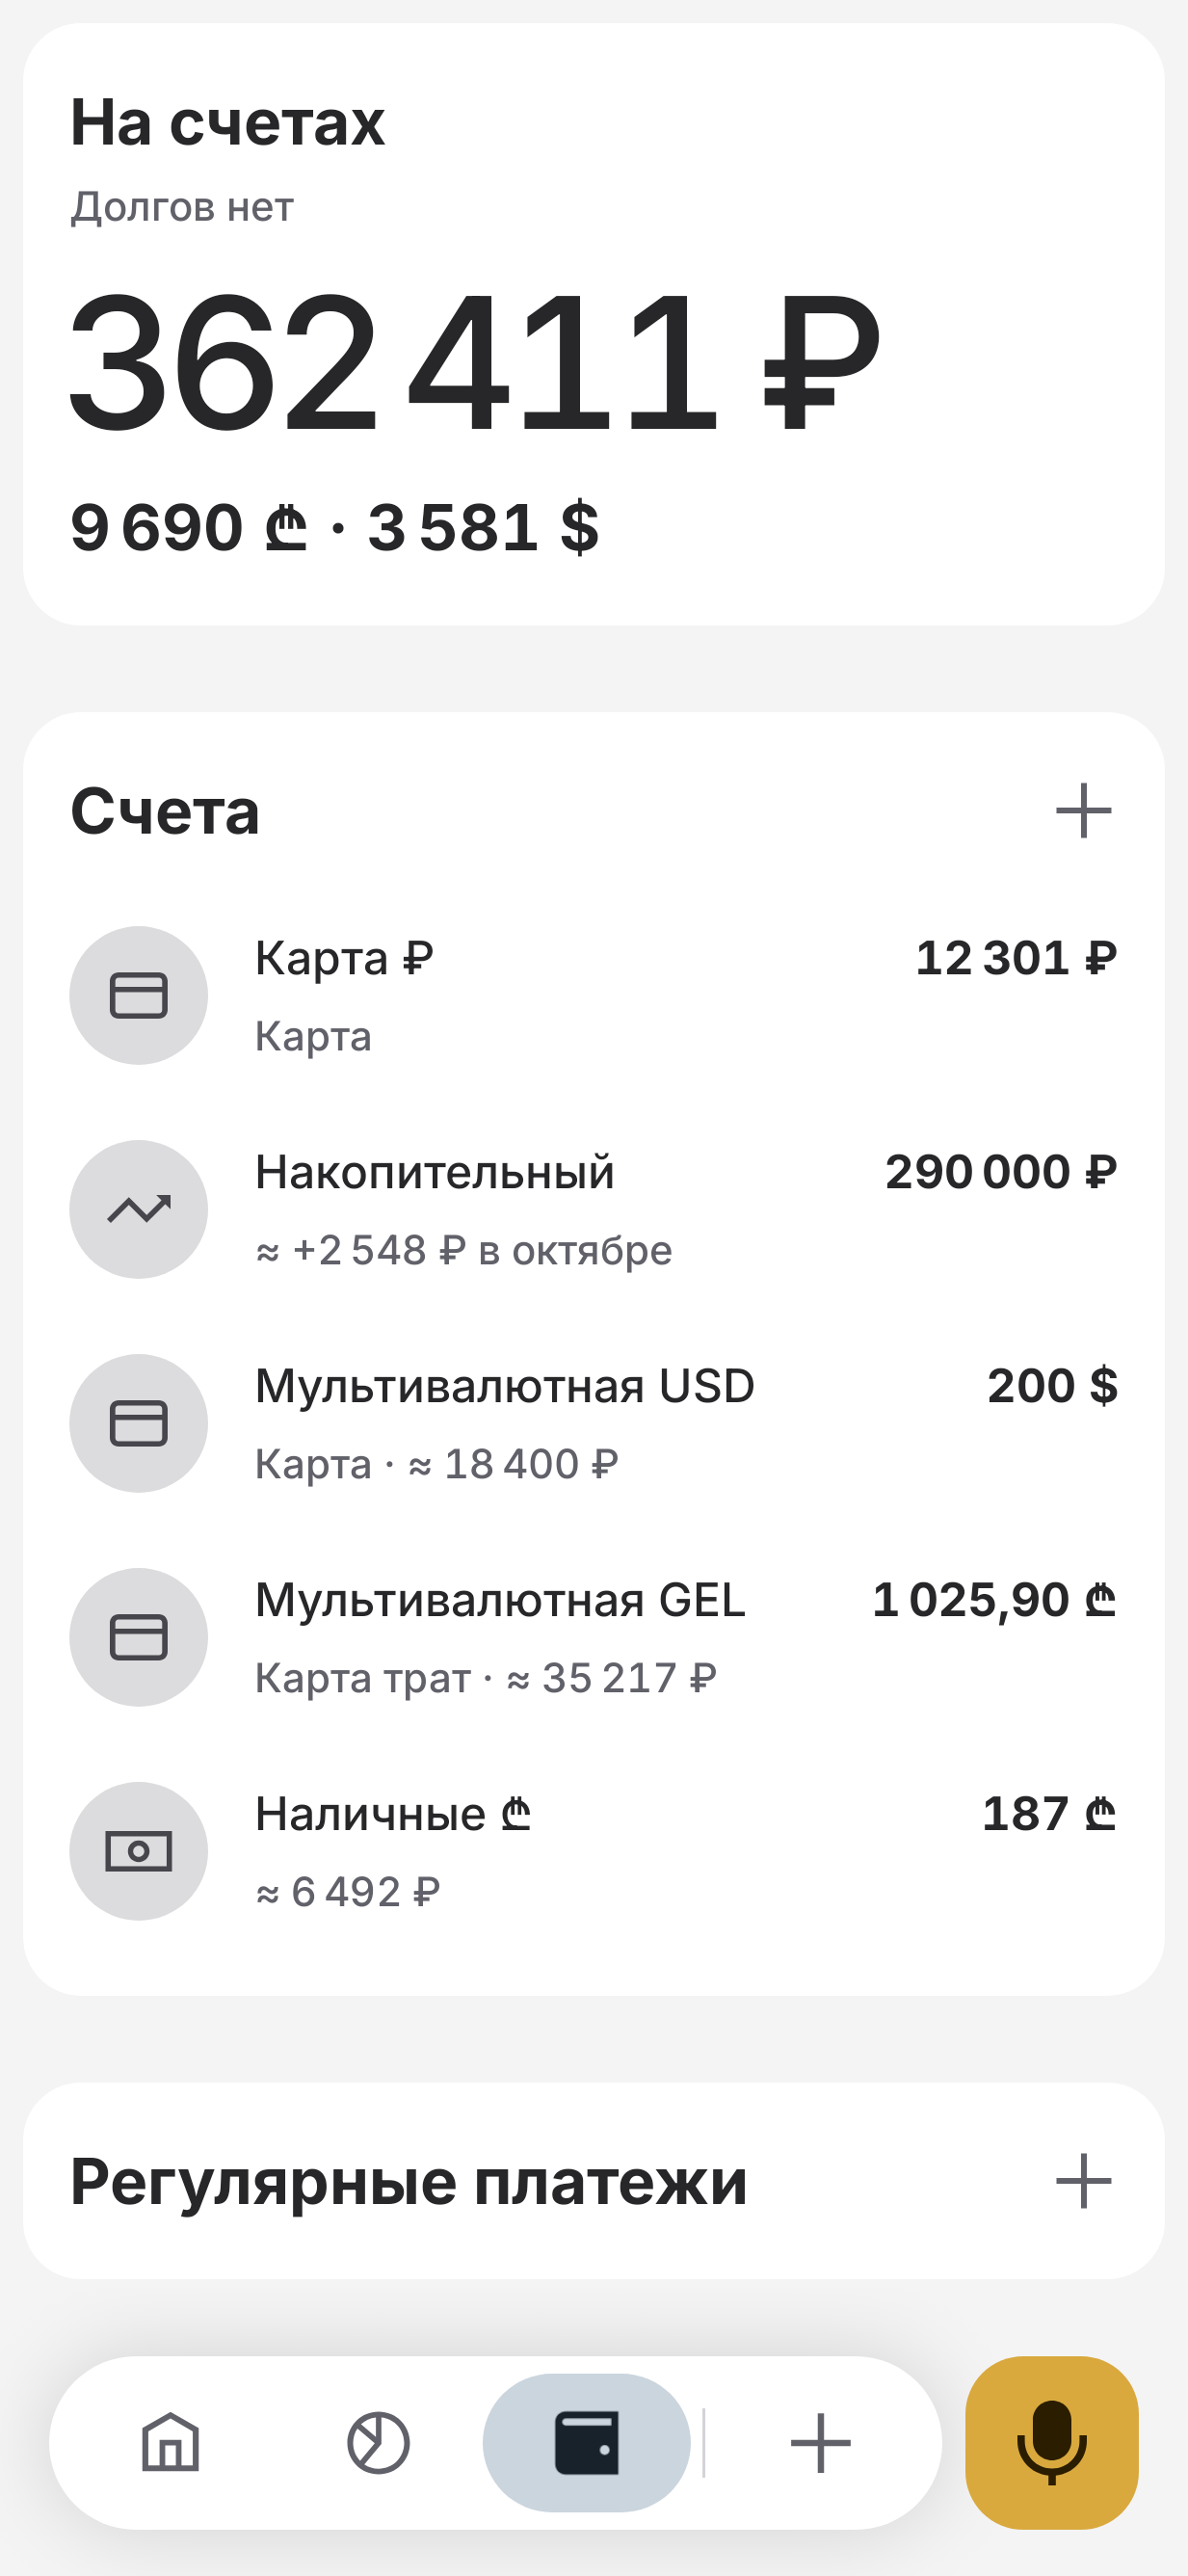 На счетах
Долгов нет
362 411 ₽
9 690 ₾ · 3 581 $
Счета
Карта ₽ 12 301 ₽
Карта
Накопительный 290 000 ₽
≈ +2 548 ₽ в октябре
Мультивалютная USD 200 $
Карта · ≈ 18 400 ₽
Мультивалютная GEL 1 025,90 ₾
Карта трат · ≈ 35 217 ₽
Наличные ₾ 187 ₾
≈ 6 492 ₽
Регулярные платежи